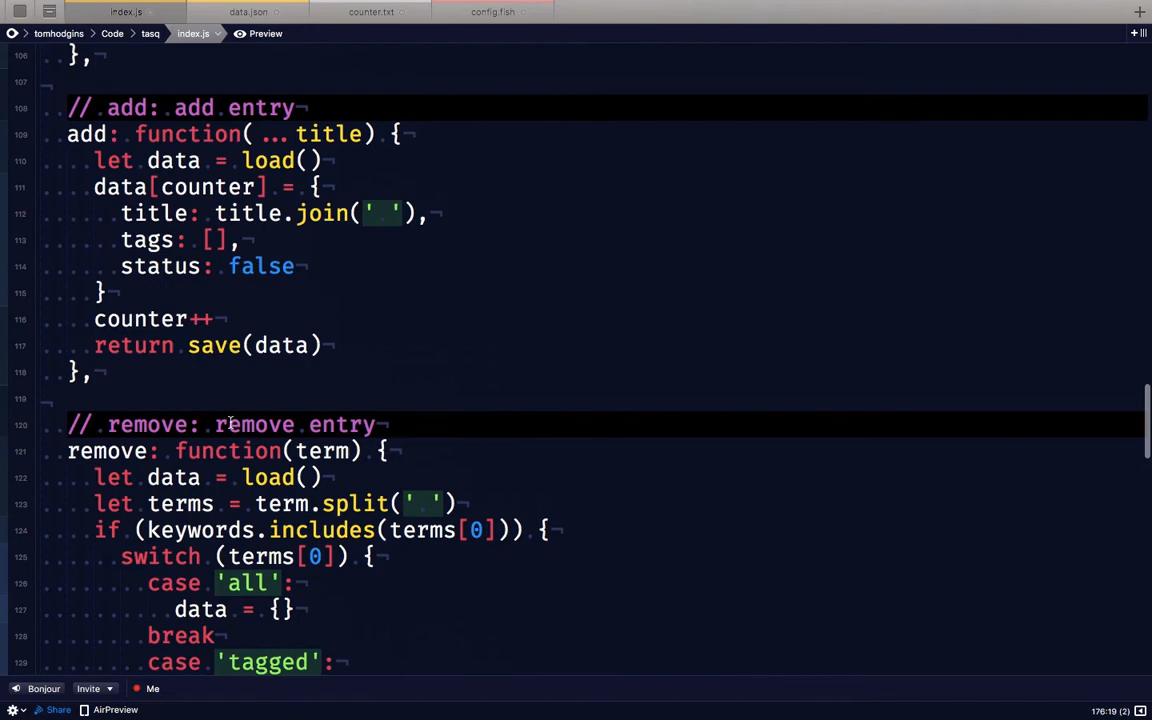 index.js
data.json
counter.txt
config.fish
tomhodgins
Code
tasq
index.js
Preview
106 },
107
108 // add: add entry
109 add: function(...title) {
110 let data = load()
111 data[counter] = {
112 title: title.join(' '),
113 tags: [],
114 status: false
115 }
116 counter++
117 return save(data)
118 },
119
120 // remove: remove entry
121 remove: function(term) {
122 let data = load()
123 let terms = term.split(' ')
124 if (keywords.includes(terms[0])) {
125 switch (terms[0]) {
126 case 'all':
127 data = {}
128 break
129 case 'tagged':
Bonjour
Invite
Me
Share
AirPreview
176:19 (2)